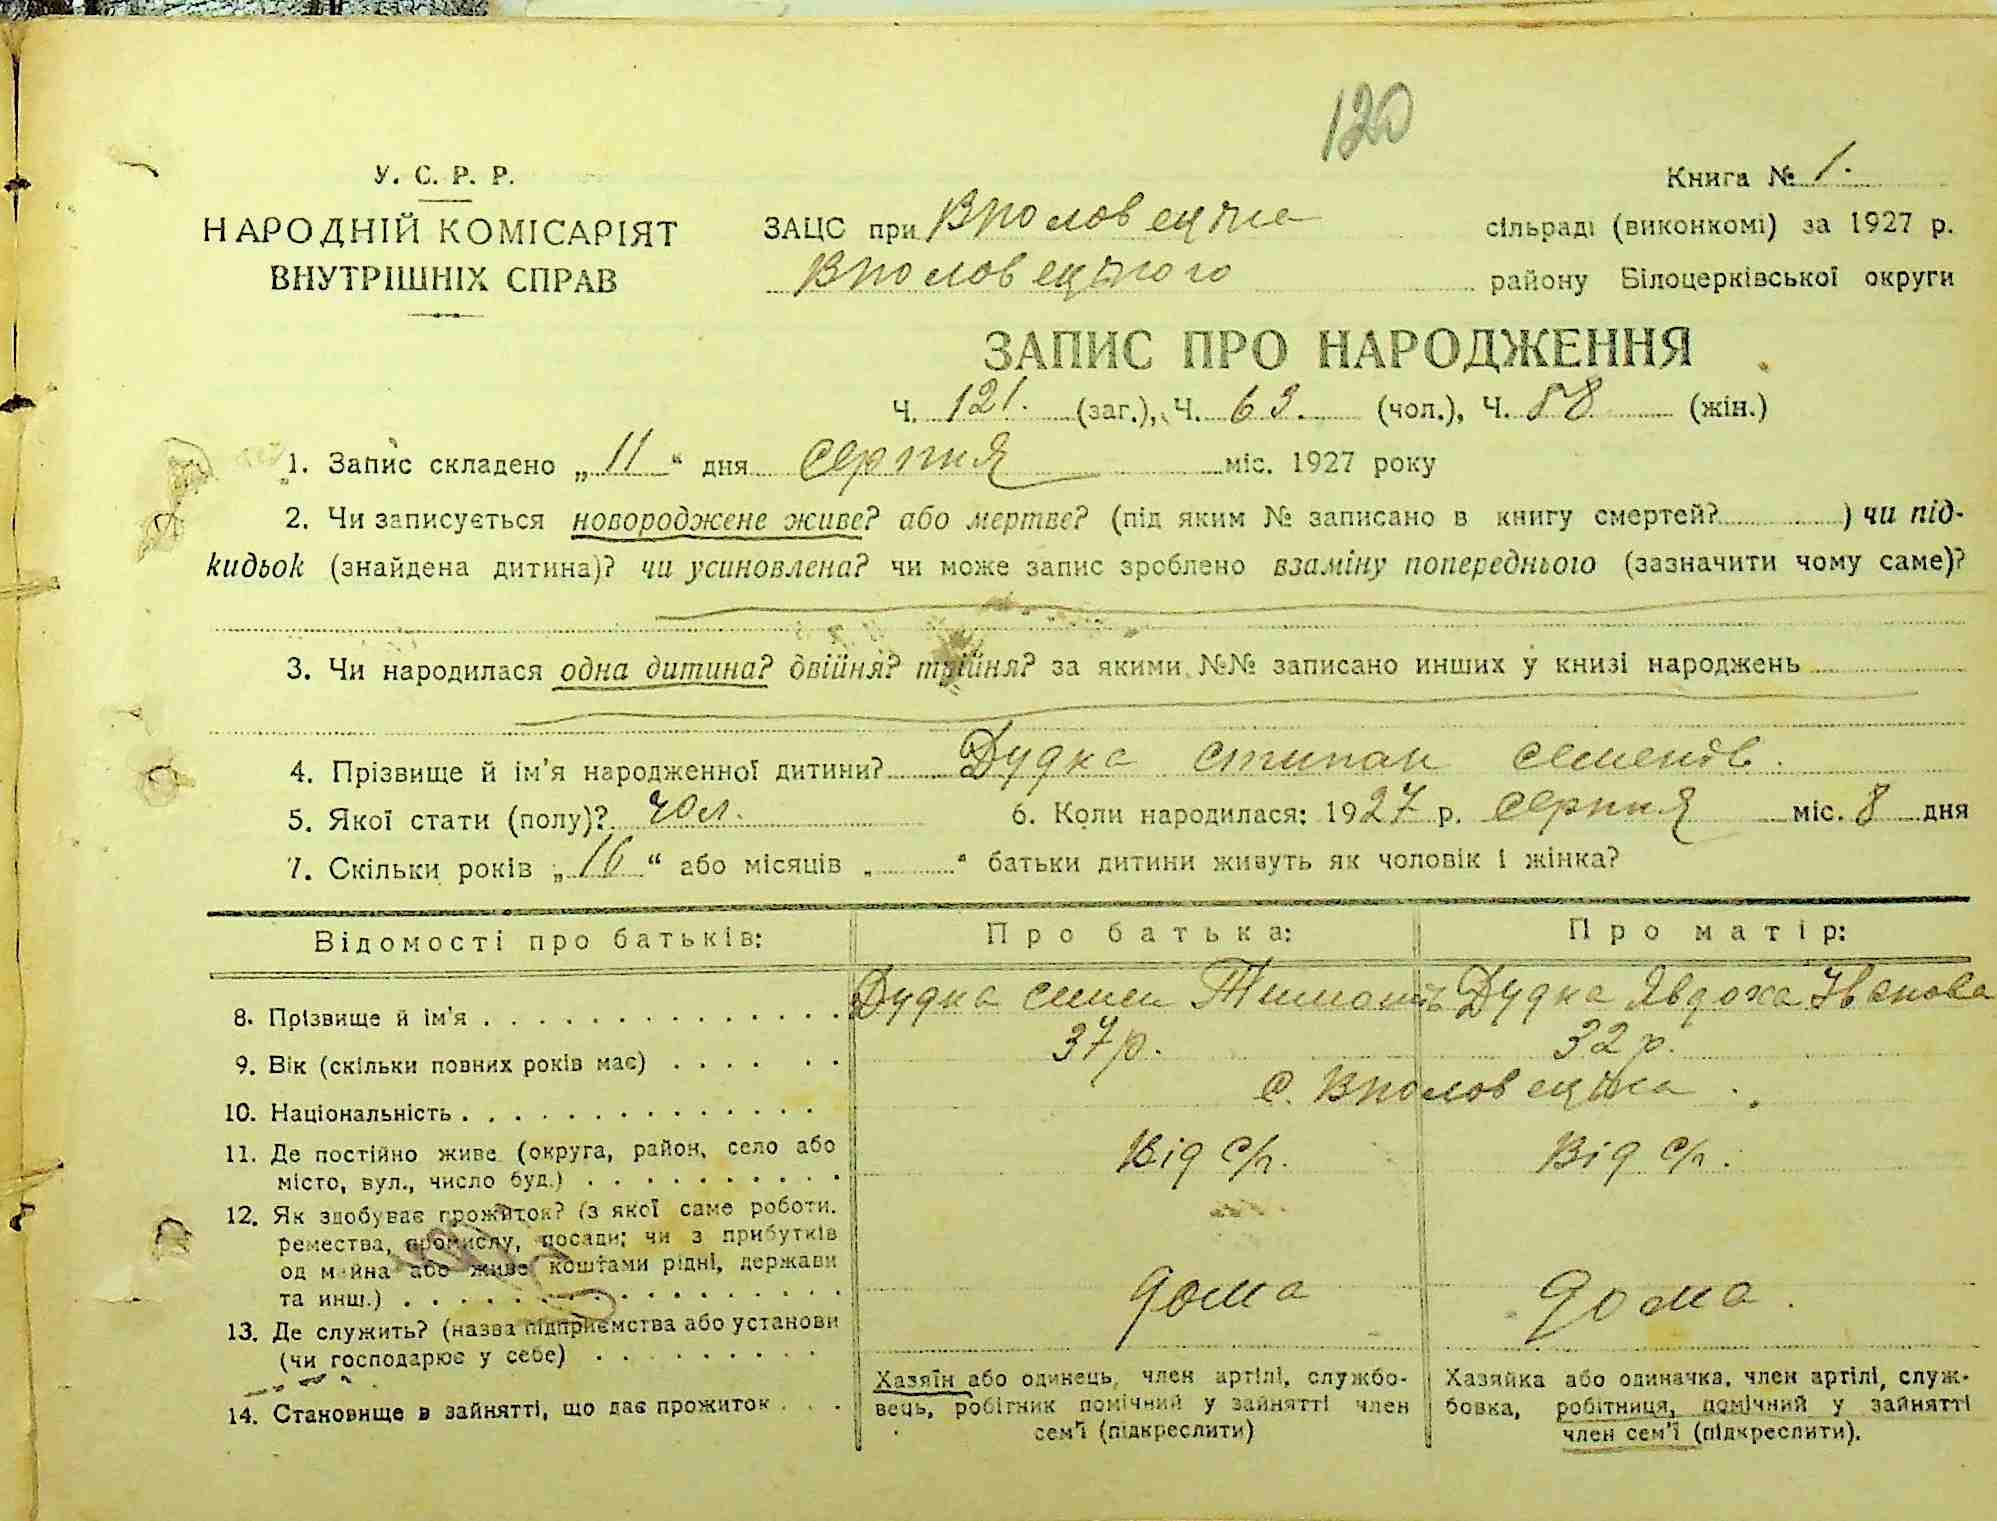 120
У. С. Р. Р.
Книга № 1.
НАРОДНІЙ КОМІСАРІЯТ
ВНУТРІШНІХ СПРАВ
ЗАЦС при сільраді (виконкомі) за 1927 р.
району Білоцерківської округи
ЗАПИС ПРО НАРОДЖЕННЯ
Ч. 121. (заг.), Ч. 63. (чол.), Ч. 58 (жін.)
1. Запис складено „11“ дня серпня міс. 1927 року
2. Чи записується новороджене живе? або мертве? (під яким № записано в книгу смертей? ) чи під-
кидьок (знайдена дитина)? чи усиновлена? чи може запис зроблено взаміну попереднього (зазначити чому саме)?
3. Чи народилася одна дитина? двійня? трійня? за якими №№ записано инших у книзі народжень
4. Прізвище й ім'я народженної дитини? Дудка стипан семенів.
5. Якої стати (полу)? чол. 6. Коли народилася: 1927 р. серпня міс. 8 дня
7. Скільки років „16“ або місяців „ “ батьки дитини живуть як чоловік і жінка?
Відомості про батьків: Про батька: Про матір:
8. Прізвище й ім'я Дудка Дудка Явдоха Іванова
9. Вік (скільки повних років має) 37 р. 32 р.
10. Національність
11. Де постійно живе (округа, район, село або
місто, вул., число буд.) Від с/г. Від с/г.
12. Як здобуває прожиток? (з якої саме роботи,
ремества, промислу, посади; чи з прибутків
од майна або живе коштами рідні, держави
та инш.) дома дома.
13. Де служить? (назва підприємства або установи
(чи господарює у себе)
14. Становище в зайнятті, що дає прожиток
Хазяїн або одинець, член артілі, службо-
вець, робітник помічний у зайнятті член
сем'ї (підкреслити)
Хазяйка або одиначка, член артілі, служ-
бовка, робітниця, помічний у зайнятті
член сем'ї (підкреслити).